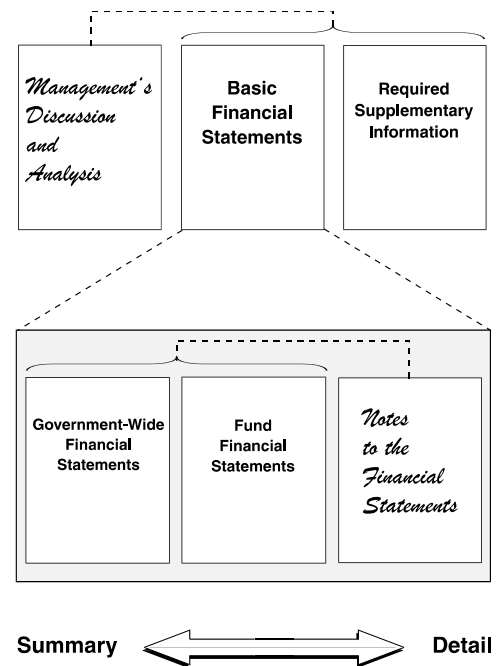 Management's
Discussion
and
Analysis
Basic
Financial
Statements
Required
Supplementary
Information
Government-Wide
Financial
Statements
Fund
Financial
Statements
Notes
to the
Financial
Statements
Summary
Detail